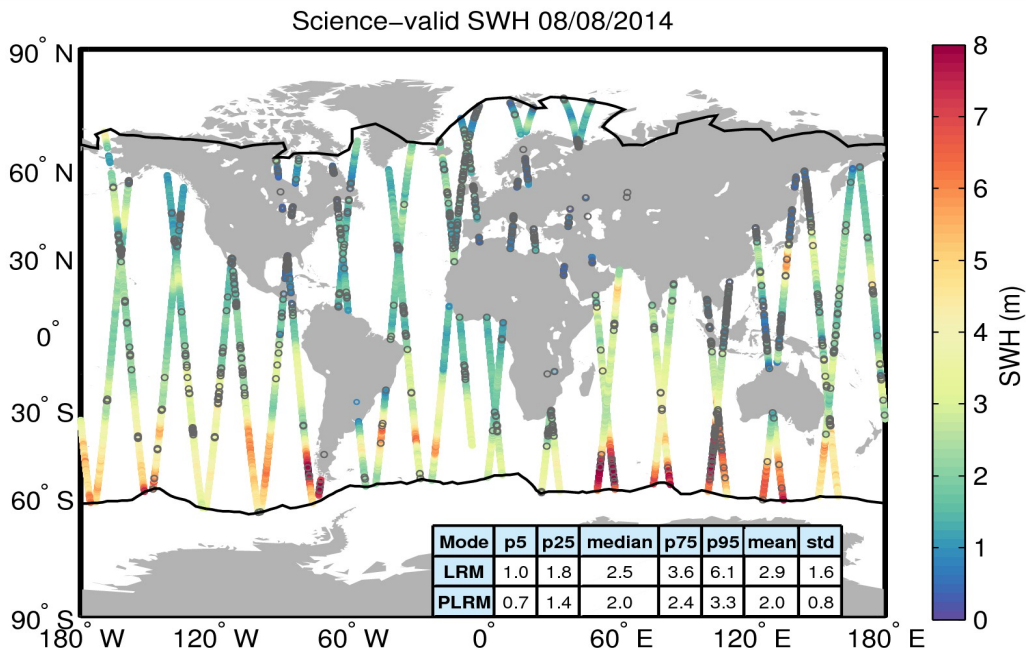 Science−valid SWH 08/08/2014
90° N
60° N
30° N
0°
30° S
60° S
90° S
180° W 120° W 60° W 0° 60° E 120° E 180° E
Mode p5 p25 median p75 p95 mean std
LRM 1.0 1.8 2.5 3.6 6.1 2.9 1.6
PLRM 0.7 1.4 2.0 2.4 3.3 2.0 0.8
8
7
6
5
4
3
2
1
0
SWH (m)